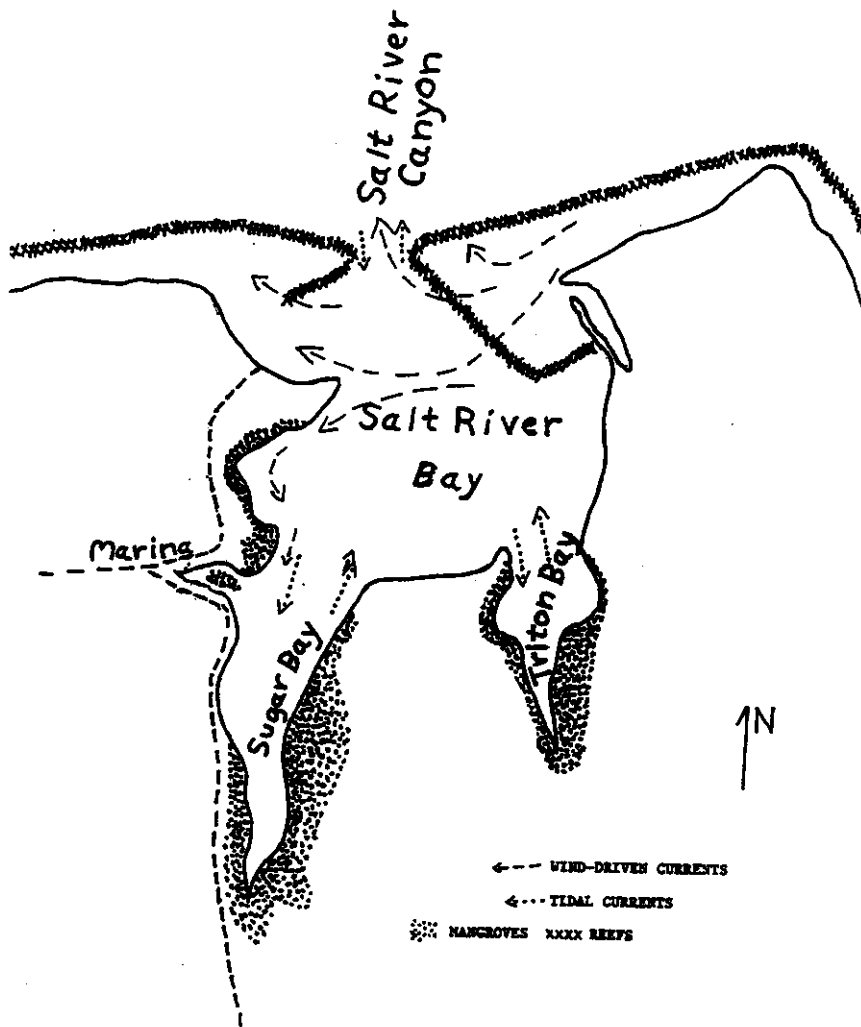 Salt River
Canyon
Salt River
Bay
Marina
Triton Bay
Sugar Bay
N
WIND-DRIVEN CURRENTS
TIDAL CURRENTS
MANGROVES xxxx REEFS